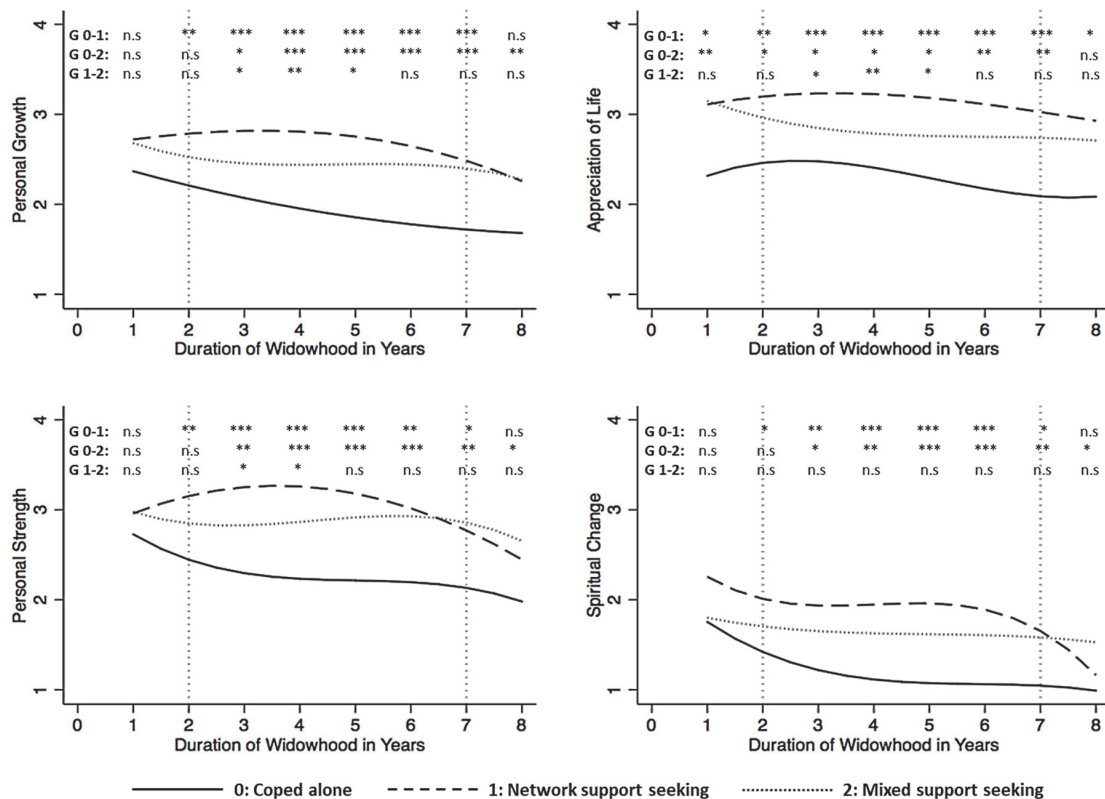 4
G 0-1: n.s ** *** *** *** *** *** n.s
G 0-2: n.s n.s * *** *** *** *** **
G 1-2: n.s n.s * ** * n.s n.s n.s
3
2
1
Personal Growth
0 1 2 3 4 5 6 7 8
Duration of Widowhood in Years
4
G 0-1: * ** *** *** *** *** *** *
G 0-2: ** * * * * ** ** n.s
G 1-2: n.s n.s * ** * n.s n.s n.s
3
2
1
Appreciation of Life
0 1 2 3 4 5 6 7 8
Duration of Widowhood in Years
4
G 0-1: n.s ** *** *** *** ** * n.s
G 0-2: n.s n.s ** *** *** *** ** *
G 1-2: n.s n.s * * n.s n.s n.s n.s
3
2
1
Personal Strength
0 1 2 3 4 5 6 7 8
Duration of Widowhood in Years
4
G 0-1: n.s * ** *** *** *** * n.s
G 0-2: n.s n.s * ** *** *** ** *
G 1-2: n.s n.s n.s n.s n.s n.s n.s n.s
3
2
1
Spiritual Change
0 1 2 3 4 5 6 7 8
Duration of Widowhood in Years
0: Coped alone 1: Network support seeking 2: Mixed support seeking